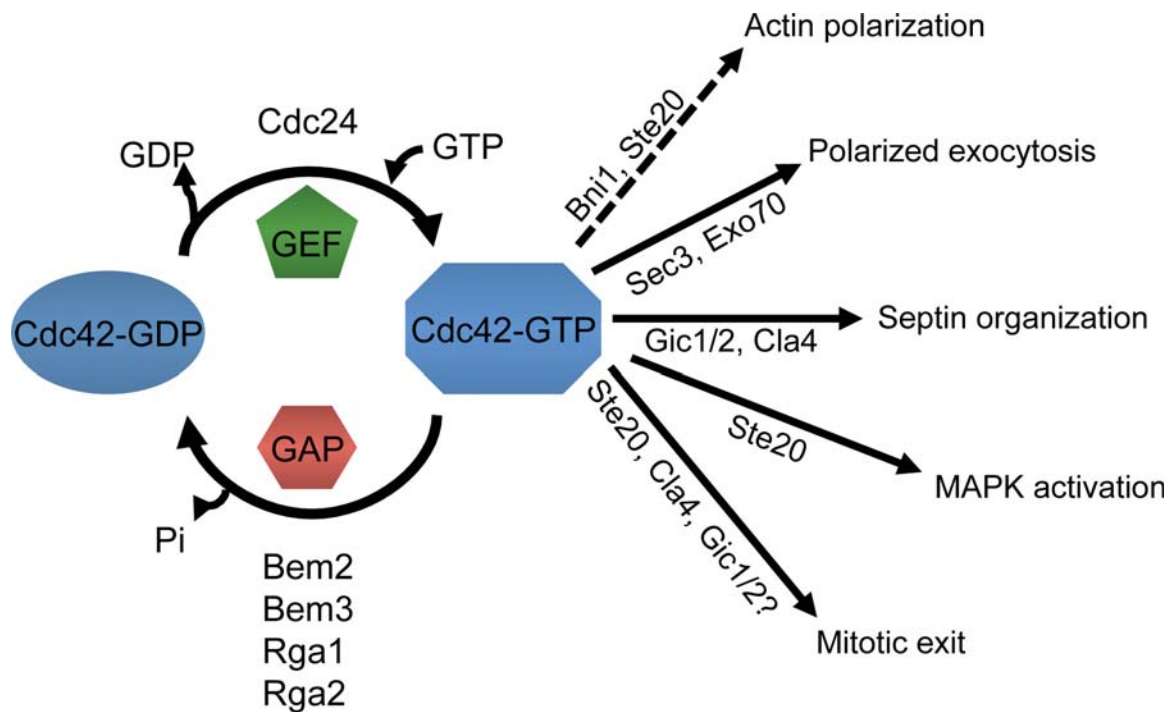 Actin polarization
Bni1, Ste20
Cdc24
GDP
GTP
Polarized exocytosis
Sec3, Exo70
GEF
Cdc42-GDP
Cdc42-GTP
Septin organization
Gic1/2, Cla4
GAP
Ste20
MAPK activation
Ste20, Cla4, Gic1/2?
Pi
Bem2
Bem3
Rga1
Rga2
Mitotic exit